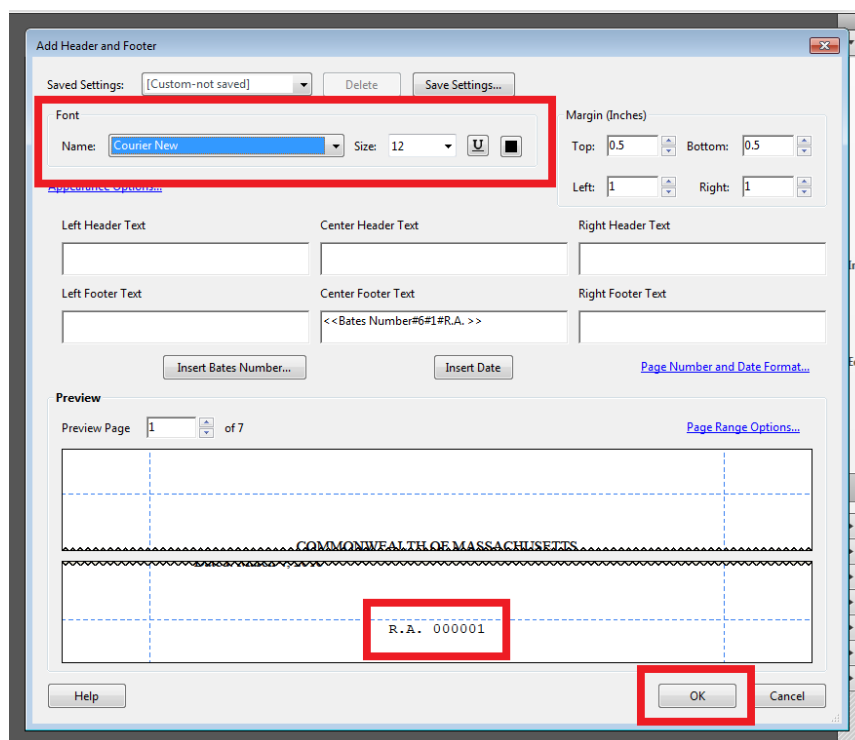 Add Header and Footer
Saved Settings: [Custom-not saved] Delete Save Settings...
Font
Name: Courier New Size: 12 U
Margin (Inches)
Top: 0.5 Bottom: 0.5
Left: 1 Right: 1
Appearance Options...
Left Header Text Center Header Text Right Header Text
Left Footer Text Center Footer Text Right Footer Text
<<Bates Number#6#1#R.A. >>
Insert Bates Number... Insert Date Page Number and Date Format...
Preview
Preview Page 1 of 7 Page Range Options...
COMMONWEALTH OF MASSACHUSETTS
R.A. 000001
Help OK Cancel